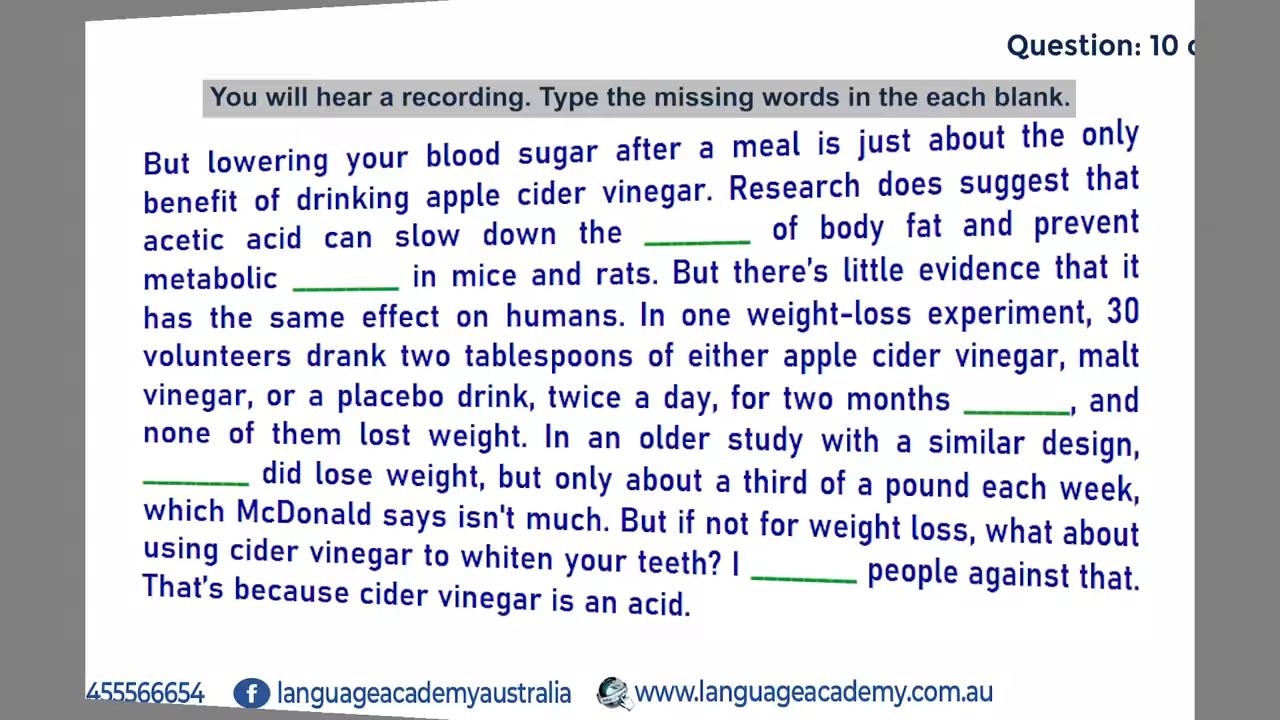 Question: 10
You will hear a recording. Type the missing words in the each blank.
But lowering your blood sugar after a meal is just about the only
benefit of drinking apple cider vinegar. Research does suggest that
acetic acid can slow down the _______ of body fat and prevent
metabolic _______ in mice and rats. But there's little evidence that it
has the same effect on humans. In one weight-loss experiment, 30
volunteers drank two tablespoons of either apple cider vinegar, malt
vinegar, or a placebo drink, twice a day, for two months _______, and
none of them lost weight. In an older study with a similar design,
_______ did lose weight, but only about a third of a pound each week,
which McDonald says isn't much. But if not for weight loss, what about
using cider vinegar to whiten your teeth? I _______ people against that.
That's because cider vinegar is an acid.
455566654 languageacademyaustralia www.languageacademy.com.au